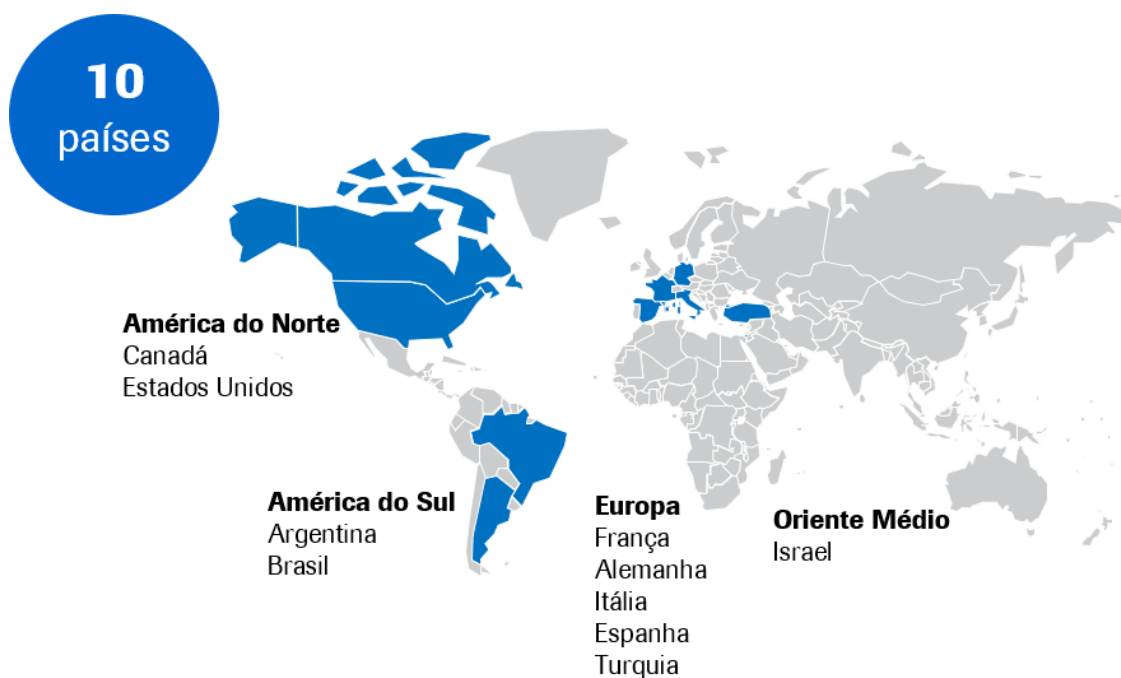 10
países
América do Norte
Canadá
Estados Unidos
América do Sul
Argentina
Brasil
Europa
França
Alemanha
Itália
Espanha
Turquia
Oriente Médio
Israel